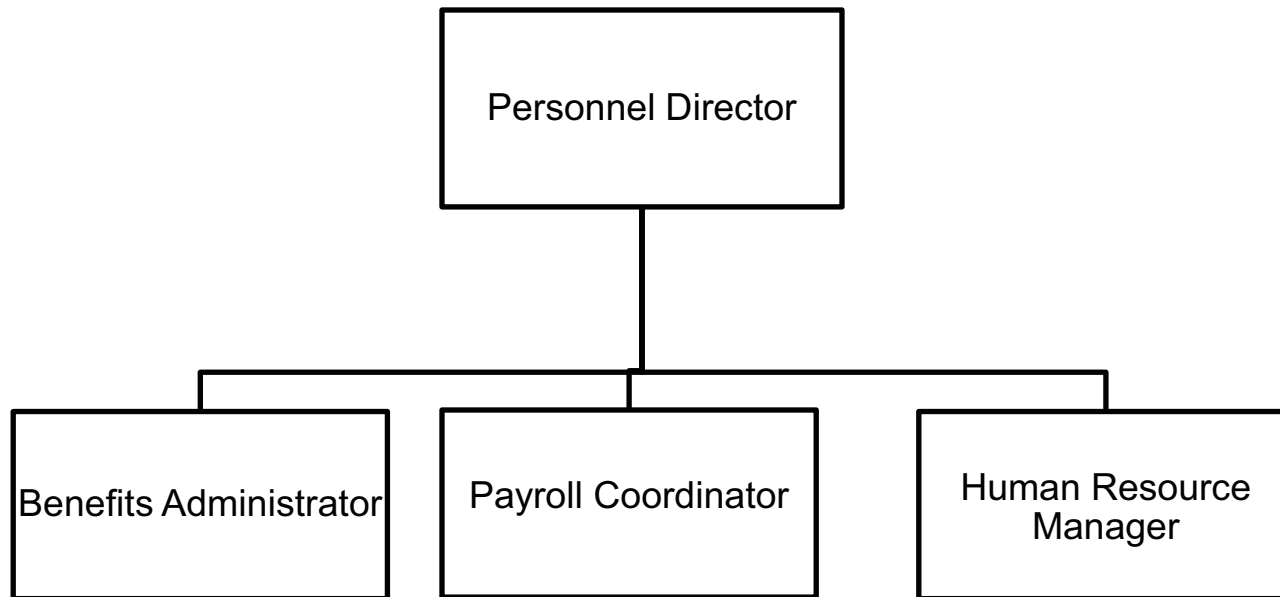 Personnel Director
Benefits Administrator
Payroll Coordinator
Human Resource
Manager